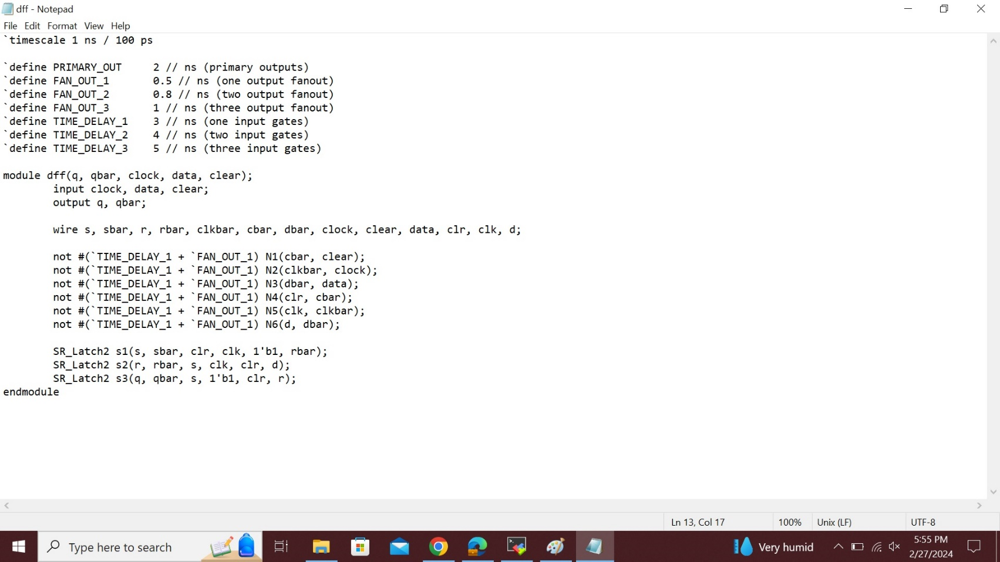 dff - Notepad
File Edit Format View Help
`timescale 1 ns / 100 ps
`define PRIMARY_OUT 2 // ns (primary outputs)
`define FAN_OUT_1 0.5 // ns (one output fanout)
`define FAN_OUT_2 0.8 // ns (two output fanout)
`define FAN_OUT_3 1 // ns (three output fanout)
`define TIME_DELAY_1 3 // ns (one input gates)
`define TIME_DELAY_2 4 // ns (two input gates)
`define TIME_DELAY_3 5 // ns (three input gates)
module dff(q, qbar, clock, data, clear);
input clock, data, clear;
output q, qbar;
wire s, sbar, r, rbar, clkbar, cbar, dbar, clock, clear, data, clr, clk, d;
not #(`TIME_DELAY_1 + `FAN_OUT_1) N1(cbar, clear);
not #(`TIME_DELAY_1 + `FAN_OUT_1) N2(clkbar, clock);
not #(`TIME_DELAY_1 + `FAN_OUT_1) N3(dbar, data);
not #(`TIME_DELAY_1 + `FAN_OUT_1) N4(clr, cbar);
not #(`TIME_DELAY_1 + `FAN_OUT_1) N5(clk, clkbar);
not #(`TIME_DELAY_1 + `FAN_OUT_1) N6(d, dbar);
SR_Latch2 s1(s, sbar, clr, clk, 1'b1, rbar);
SR_Latch2 s2(r, rbar, s, clk, clr, d);
SR_Latch2 s3(q, qbar, s, 1'b1, clr, r);
endmodule
Ln 13, Col 17 100% Unix (LF) UTF-8
Type here to search
Very humid
5:55 PM
2/27/2024